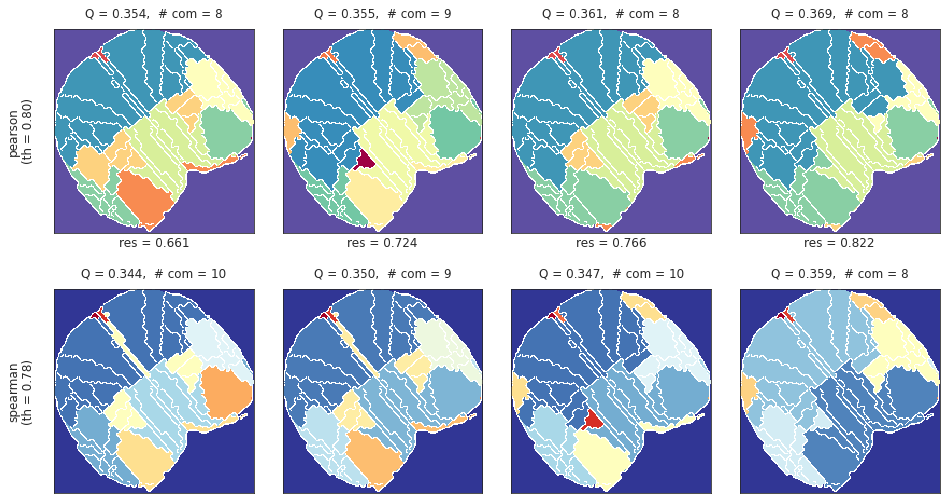 Q = 0.354,  # com = 8
Q = 0.355,  # com = 9
Q = 0.361,  # com = 8
Q = 0.369,  # com = 8
pearson
(th = 0.80)
res = 0.661
res = 0.724
res = 0.766
res = 0.822
Q = 0.344,  # com = 10
Q = 0.350,  # com = 9
Q = 0.347,  # com = 10
Q = 0.359,  # com = 8
spearman
(th = 0.78)